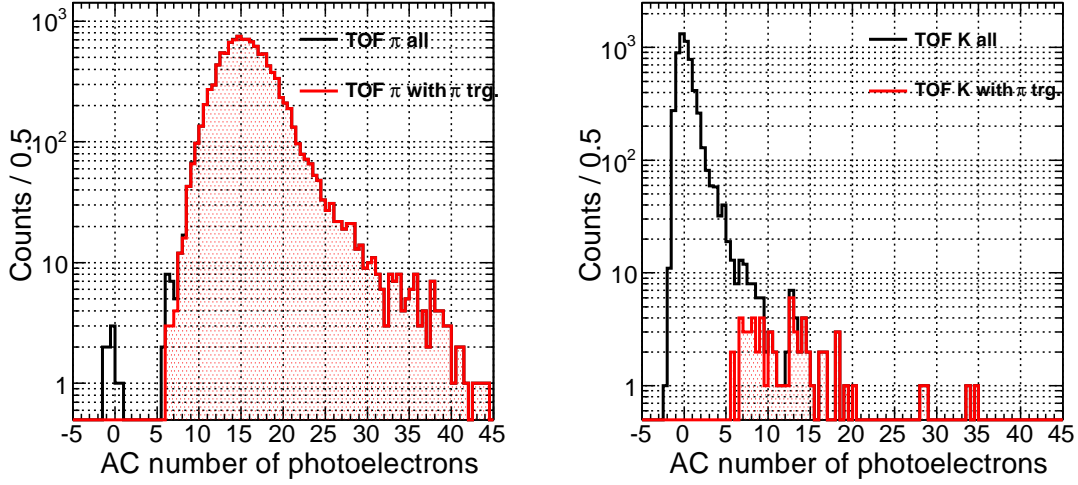 Counts / 0.5
10³
10²
10
1
TOF π all
TOF π with π trg.
-5 0 5 10 15 20 25 30 35 40 45
AC number of photoelectrons
Counts / 0.5
10³
10²
10
1
TOF K all
TOF K with π trg.
-5 0 5 10 15 20 25 30 35 40 45
AC number of photoelectrons